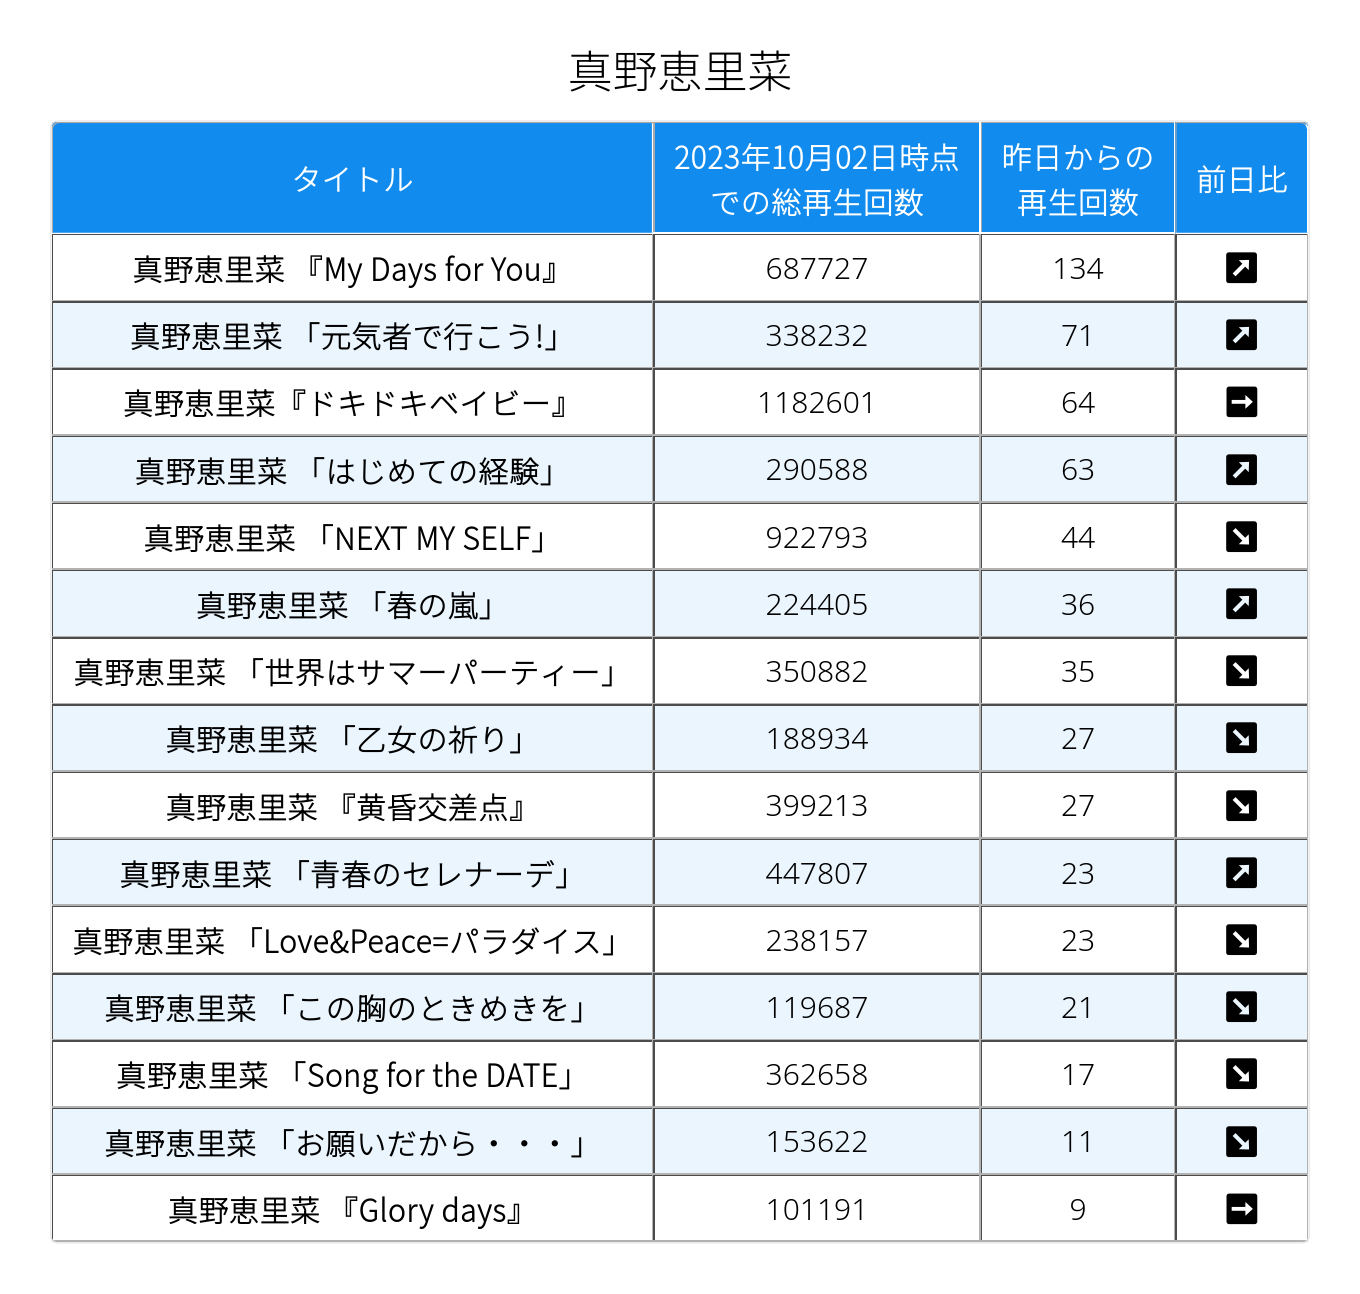 真野恵里菜
タイトル 2023年10月02日時点での総再生回数 昨日からの再生回数 前日比
真野恵里菜 『My Days for You』 687727 134 ↗
真野恵里菜 「元気者で行こう!」 338232 71 ↗
真野恵里菜『ドキドキベイビー』 1182601 64 →
真野恵里菜 「はじめての経験」 290588 63 ↗
真野恵里菜 「NEXT MY SELF」 922793 44 ↘
真野恵里菜 「春の嵐」 224405 36 ↗
真野恵里菜 「世界はサマーパーティー」 350882 35 ↘
真野恵里菜 「乙女の祈り」 188934 27 ↘
真野恵里菜 『黄昏交差点』 399213 27 ↘
真野恵里菜 「青春のセレナーデ」 447807 23 ↗
真野恵里菜 「Love&Peace=パラダイス」 238157 23 ↘
真野恵里菜 「この胸のときめきを」 119687 21 ↘
真野恵里菜 「Song for the DATE」 362658 17 ↘
真野恵里菜 「お願いだから・・・」 153622 11 ↘
真野恵里菜 『Glory days』 101191 9 →